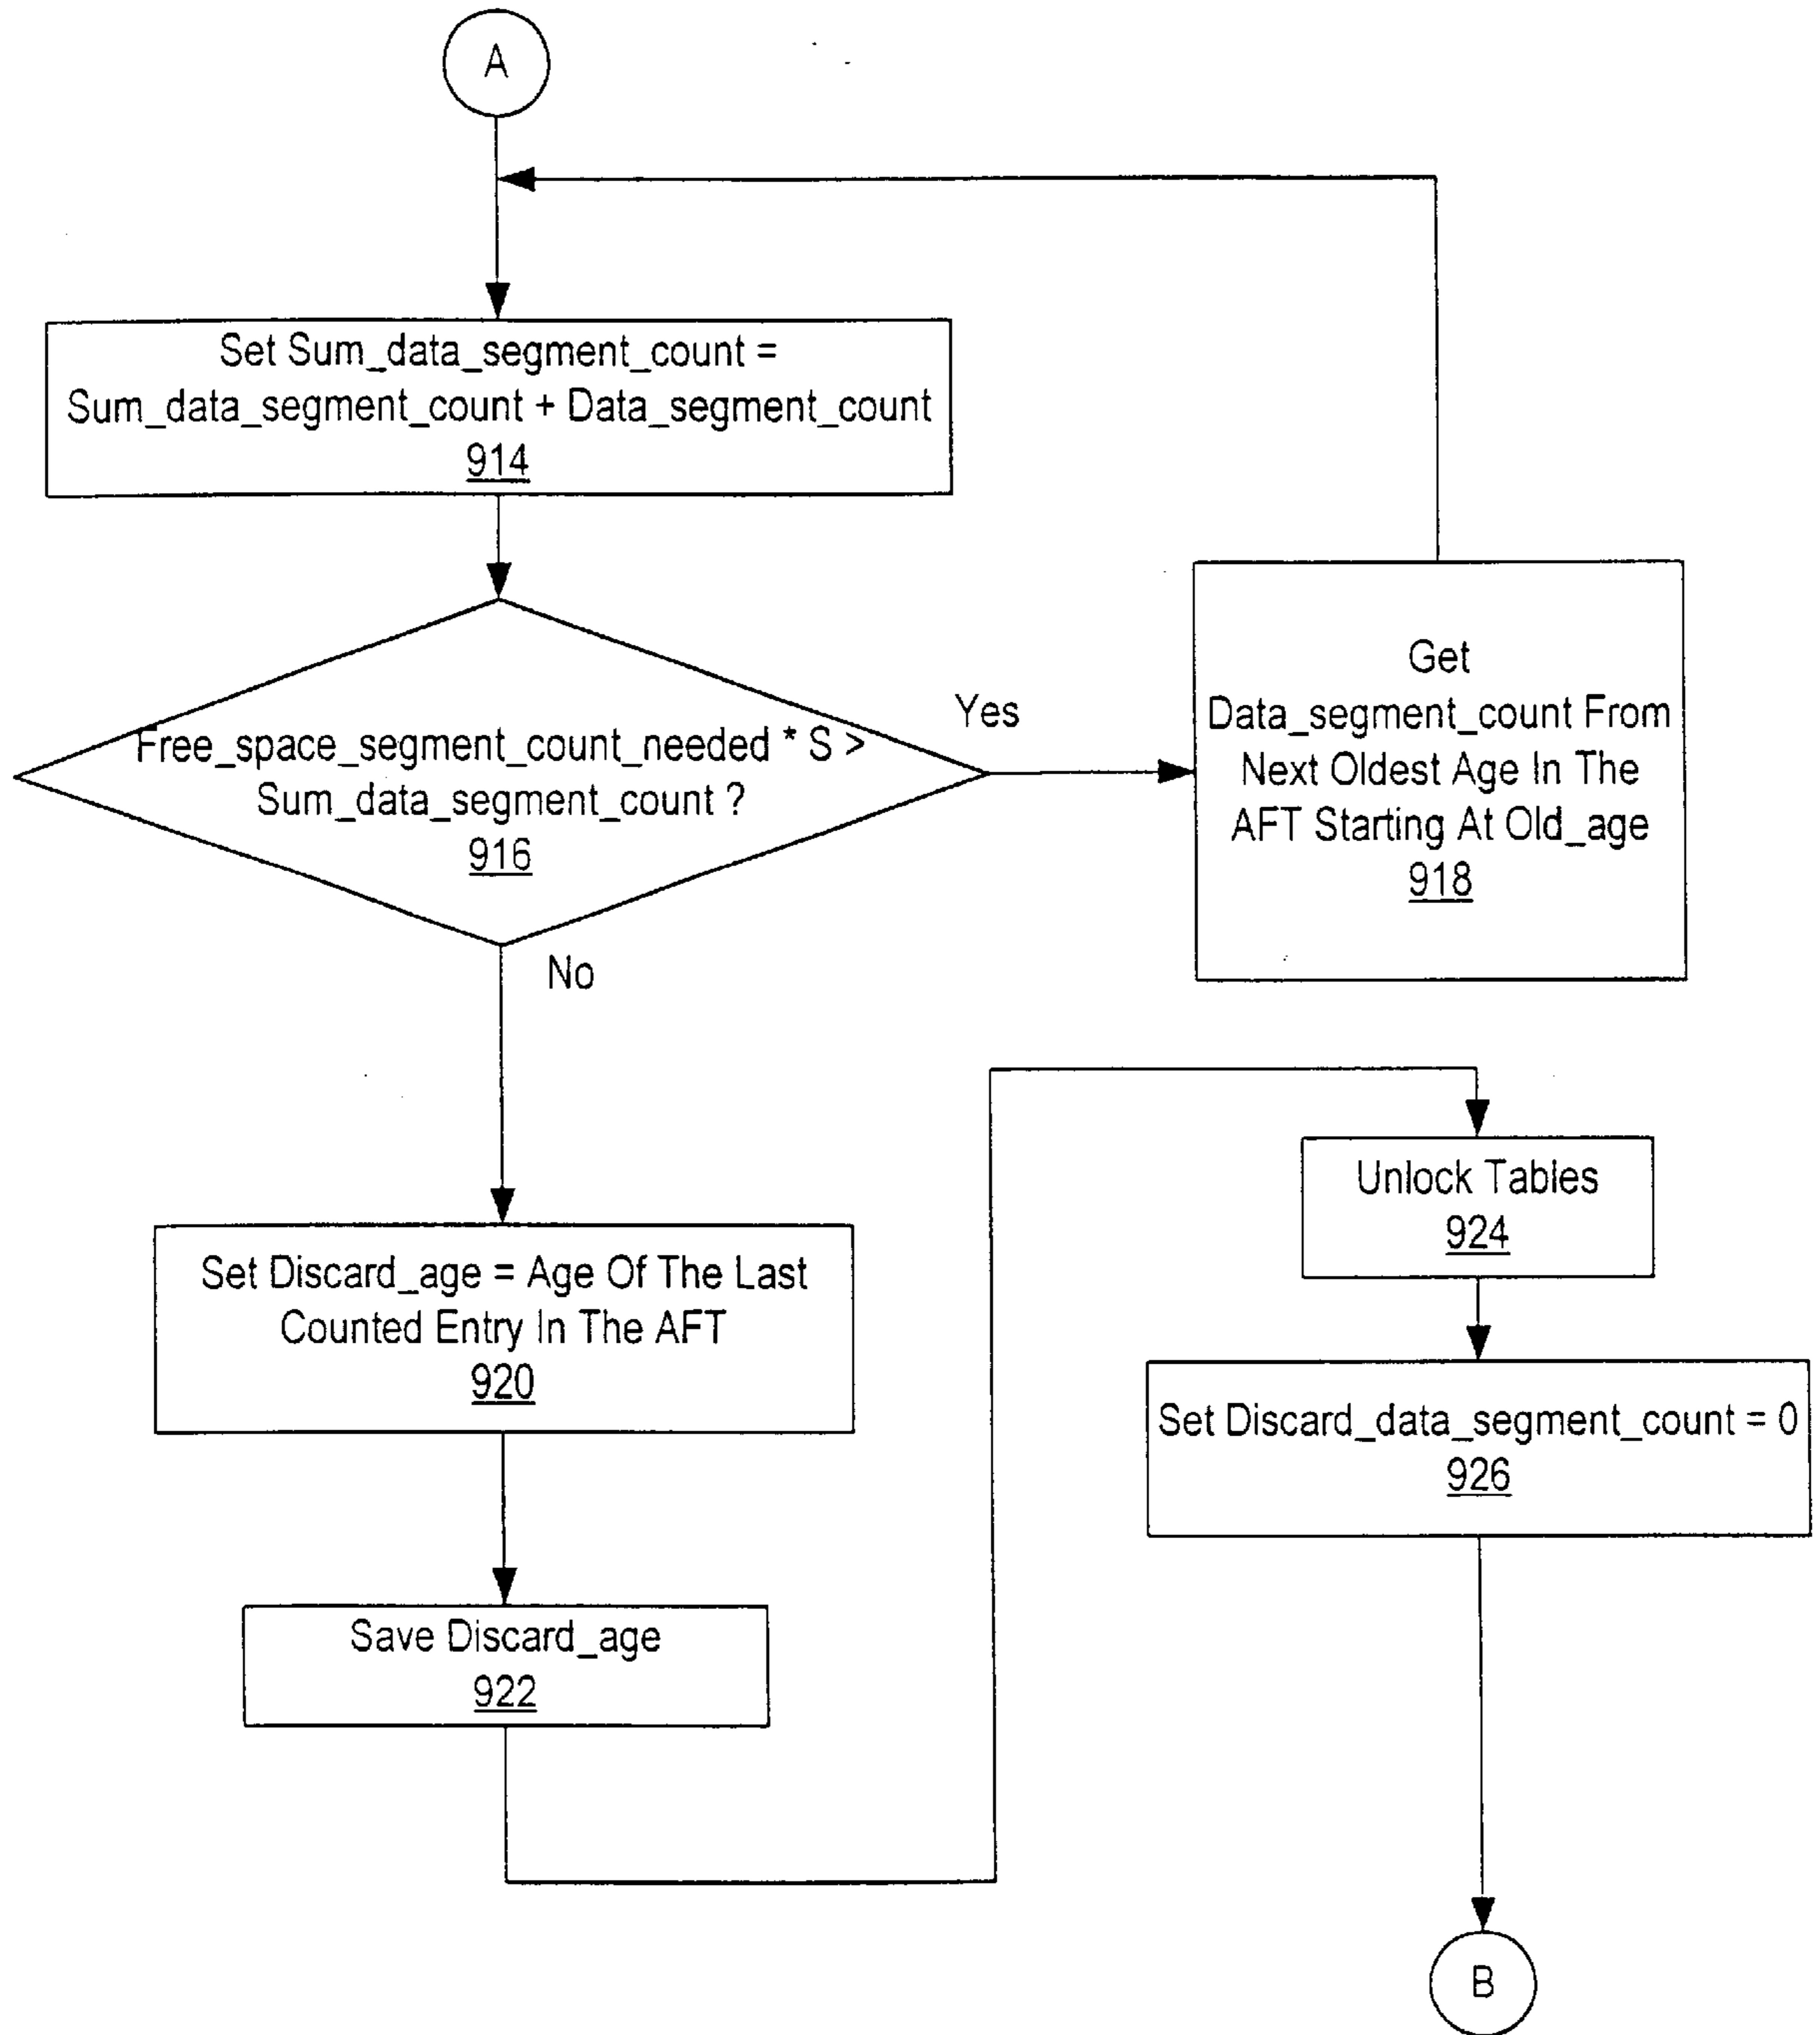 A
Set Sum_data_segment_count =
Sum_data_segment_count + Data_segment_count
914
Free_space_segment_count_needed * S >
Sum_data_segment_count ?
916
Yes
Get
Data_segment_count From
Next Oldest Age In The
AFT Starting At Old_age
918
No
Set Discard_age = Age Of The Last
Counted Entry In The AFT
920
Save Discard_age
922
Unlock Tables
924
Set Discard_data_segment_count = 0
926
B